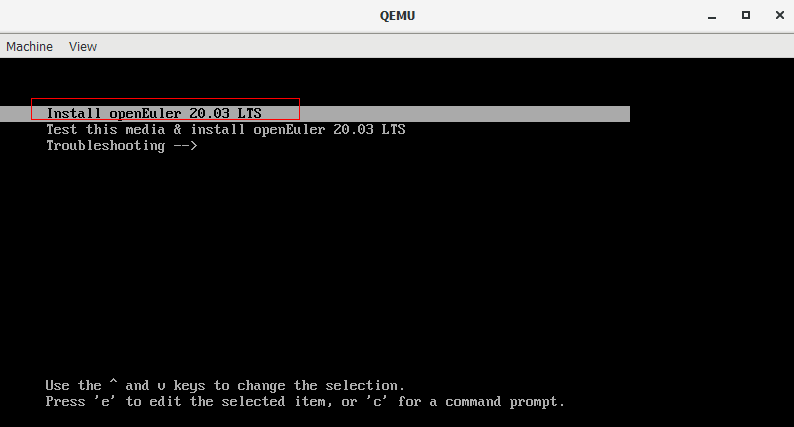 QEMU
Machine View
Install openEuler 20.03 LTS
Test this media & install openEuler 20.03 LTS
Troubleshooting -->
Use the ^ and v keys to change the selection.
Press 'e' to edit the selected item, or 'c' for a command prompt.